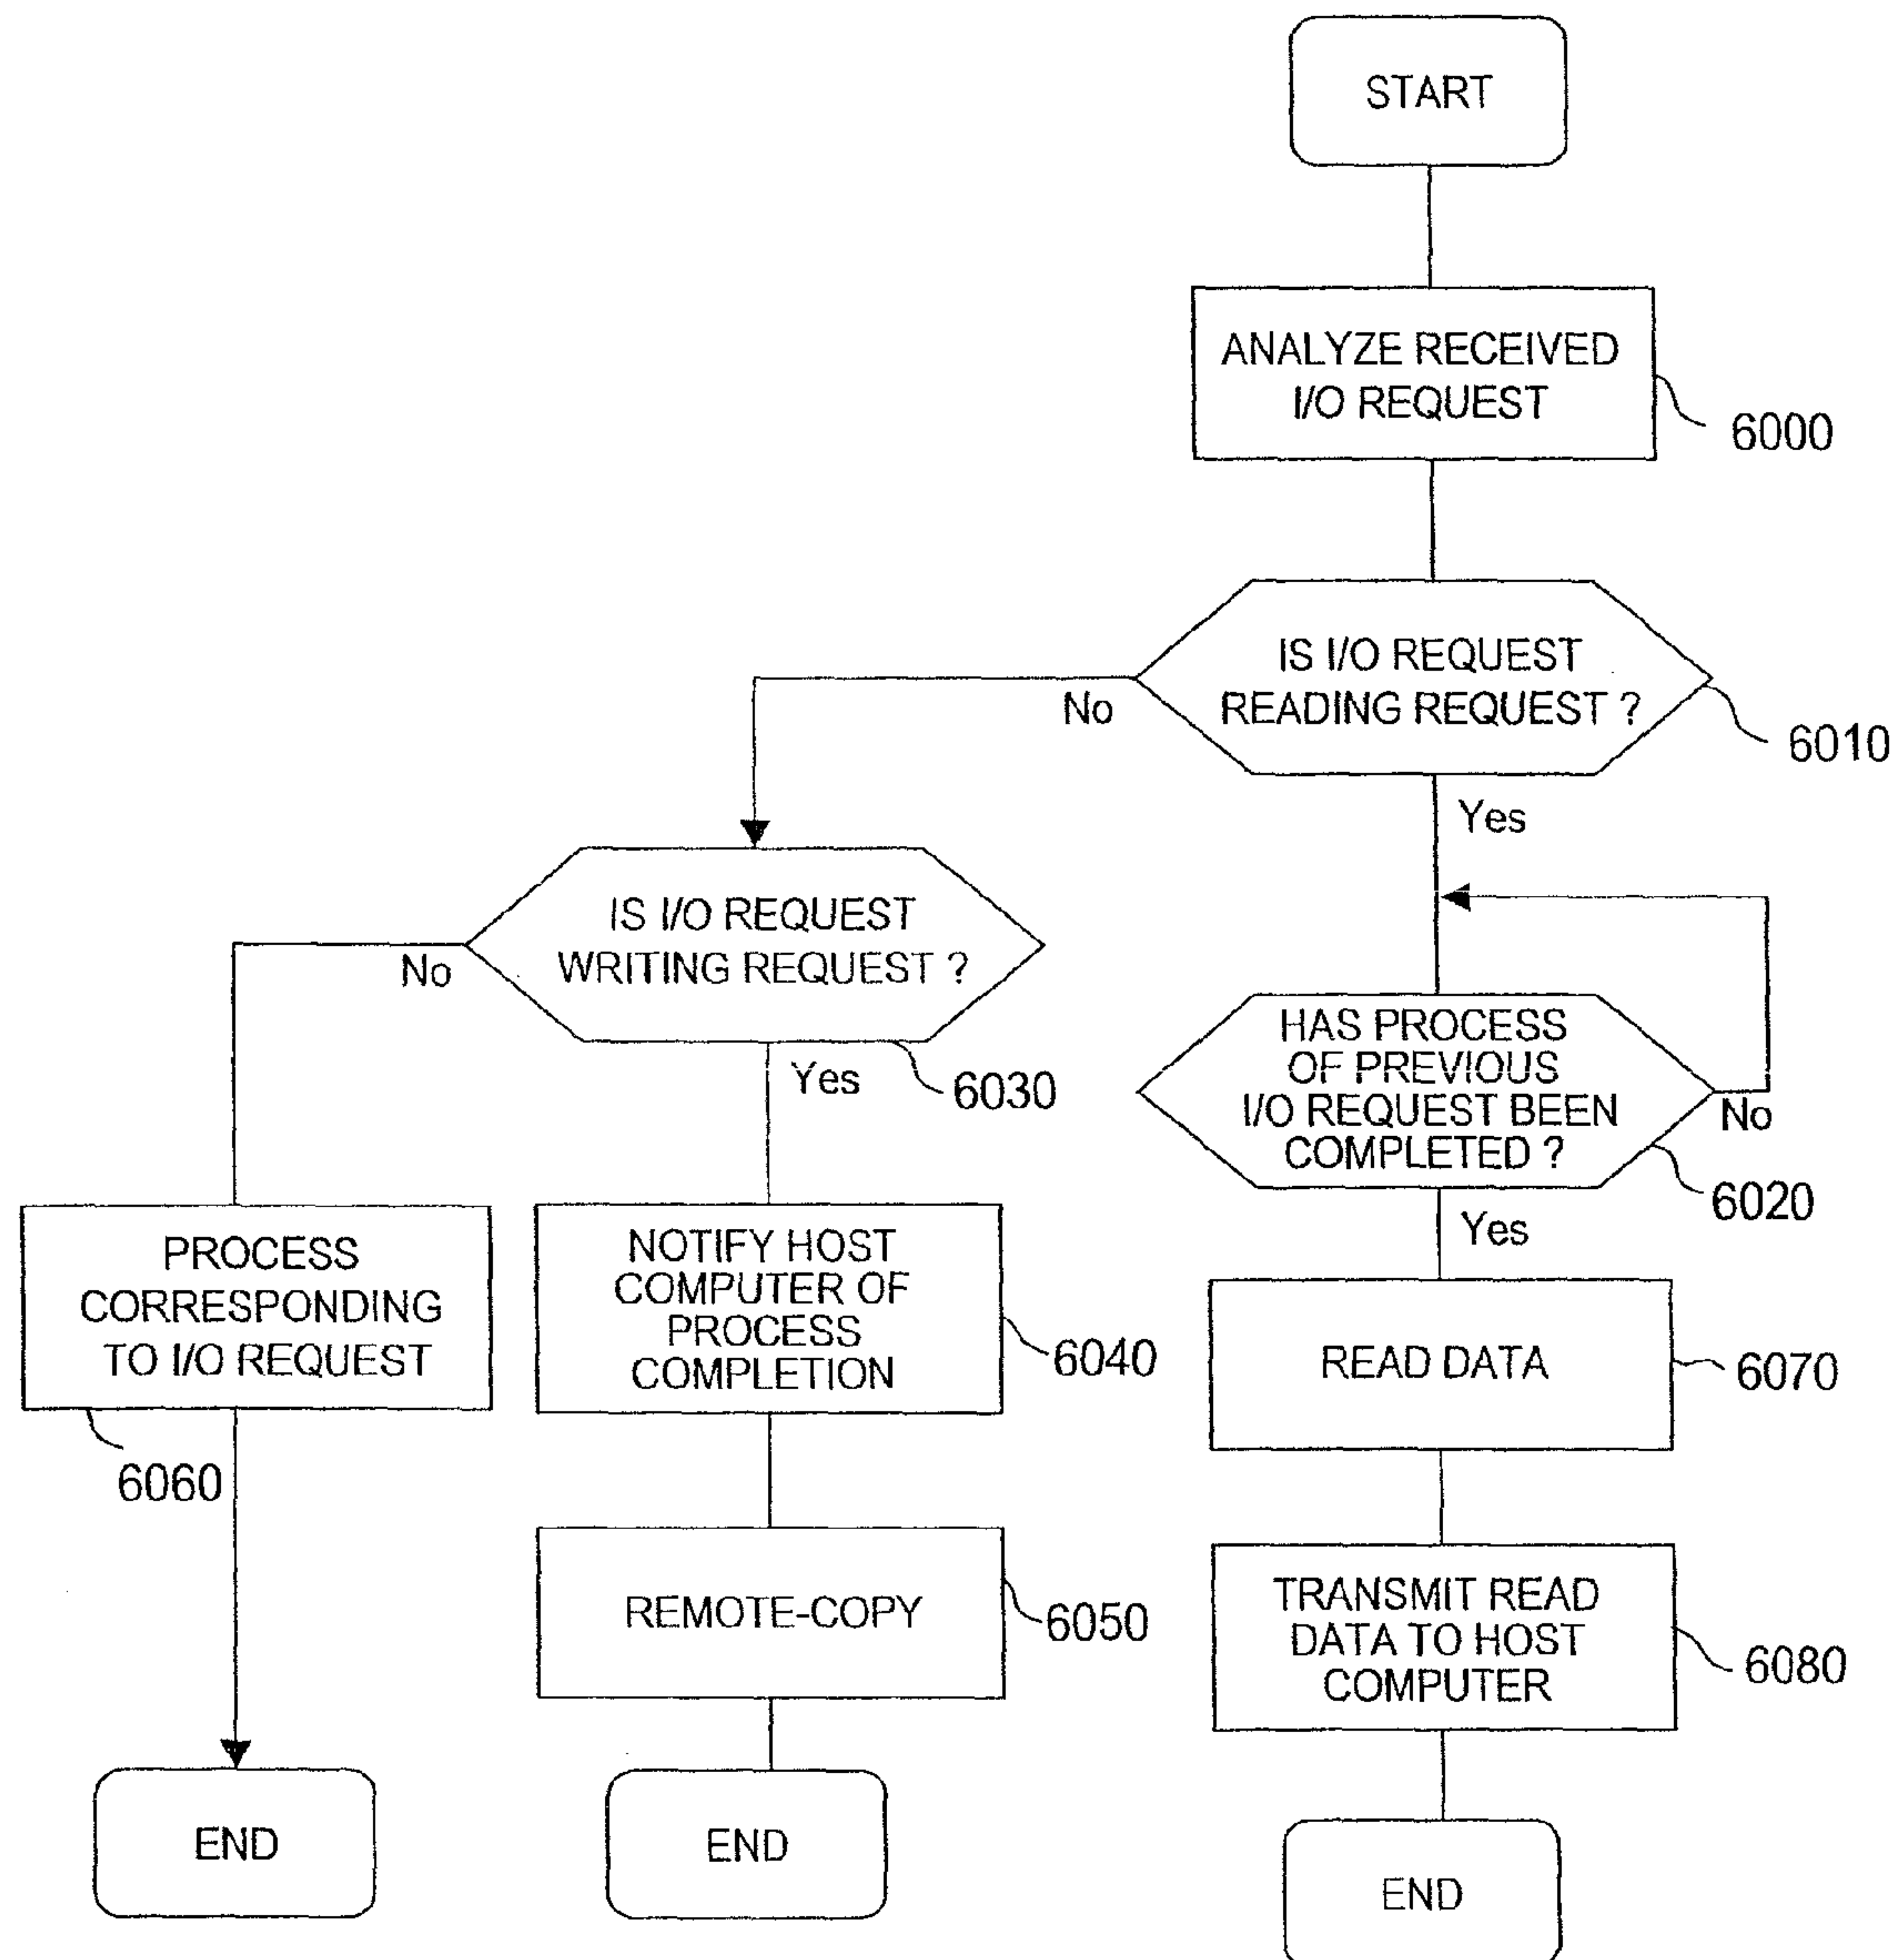 START
ANALYZE RECEIVED
I/O REQUEST
6000
IS I/O REQUEST
READING REQUEST ?
6010
No
Yes
IS I/O REQUEST
WRITING REQUEST ?
6030
No
Yes
HAS PROCESS
OF PREVIOUS
I/O REQUEST BEEN
COMPLETED ?
6020
No
Yes
PROCESS
CORRESPONDING
TO I/O REQUEST
6060
NOTIFY HOST
COMPUTER OF
PROCESS
COMPLETION
6040
READ DATA
6070
REMOTE-COPY
6050
TRANSMIT READ
DATA TO HOST
COMPUTER
6080
END
END
END